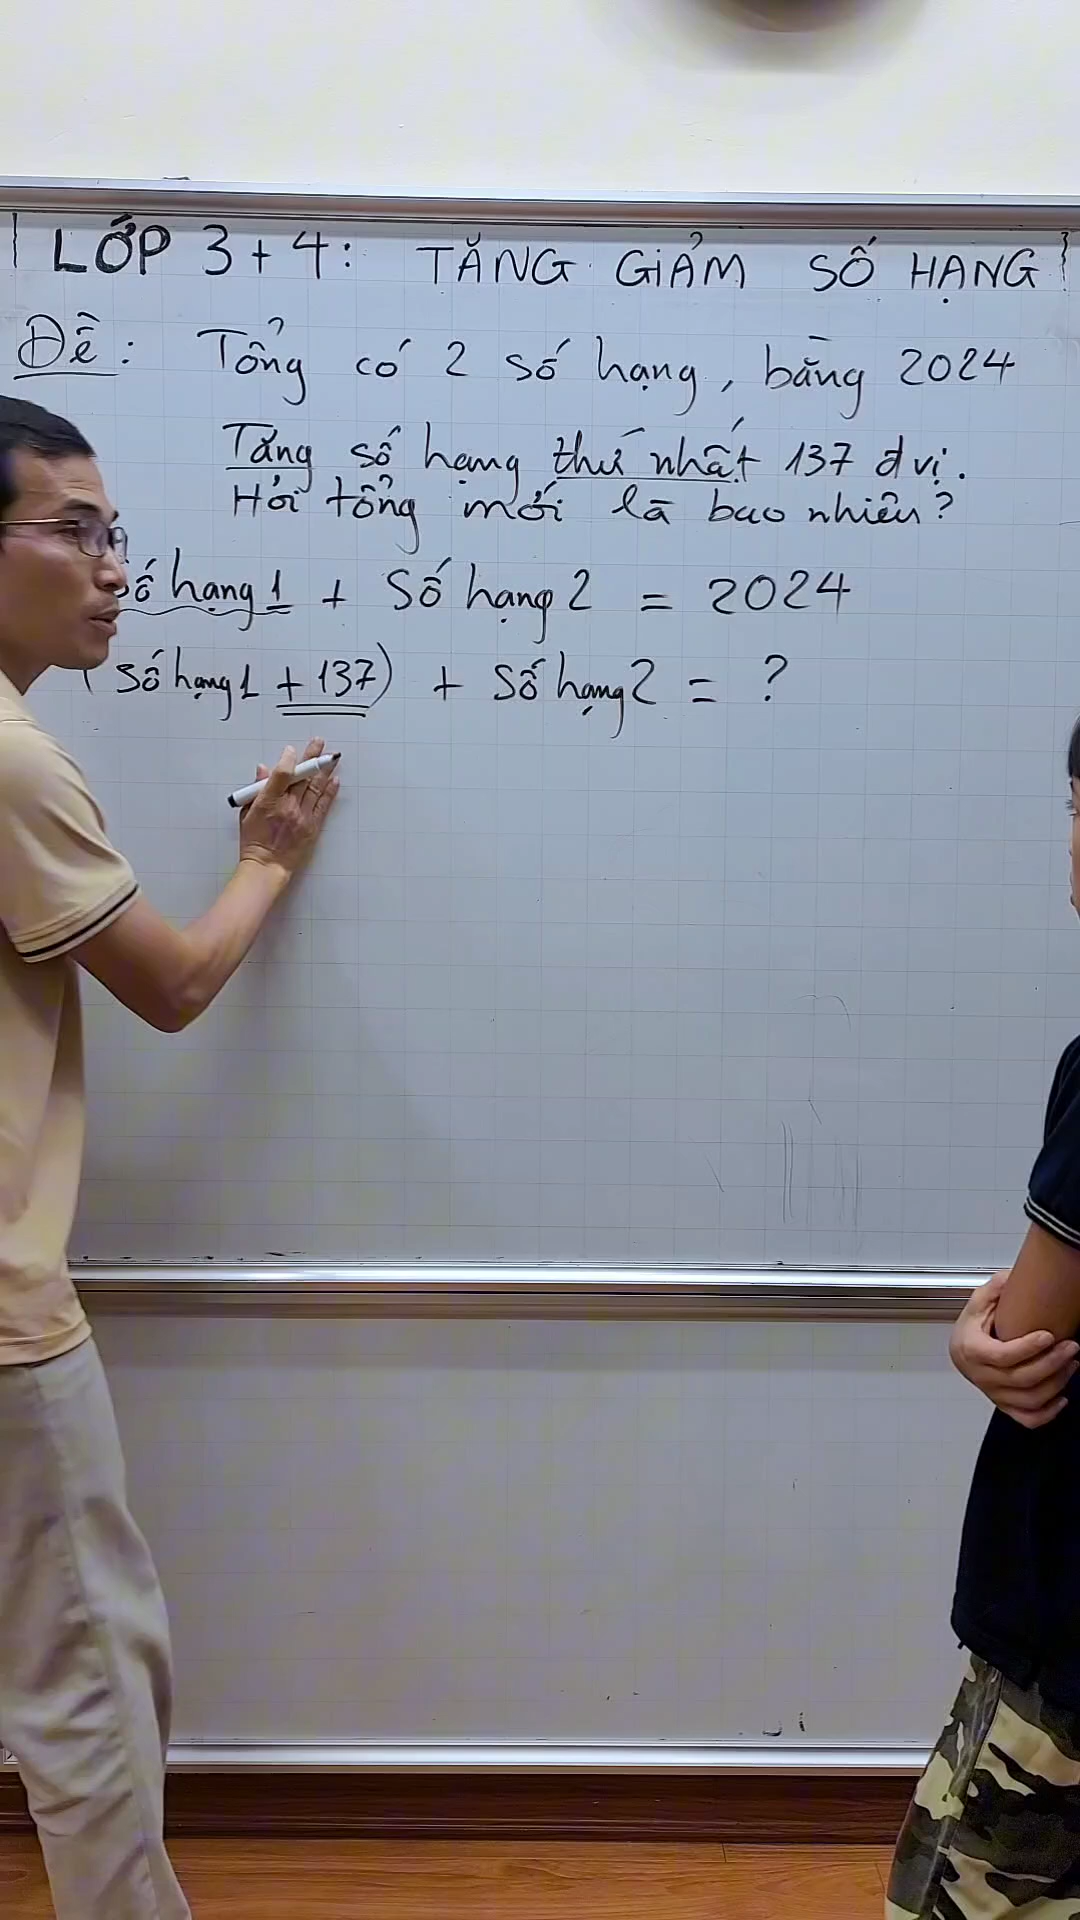 LỚP 3 + 4: TĂNG GIẢM SỐ HẠNG
Đề: Tổng có 2 số hạng, bằng 2024
Tăng số hạng thứ nhất 137 đvị.
Hỏi tổng mới là bao nhiêu?
số hạng 1 + Số hạng 2 = 2024
(số hạng 1 + 137) + Số hạng 2 = ?